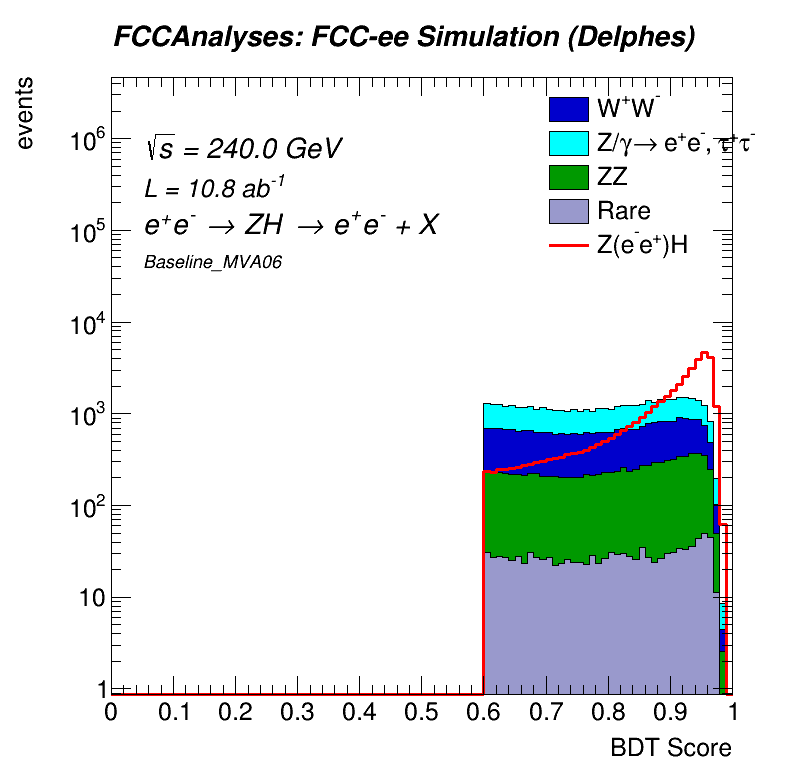 FCCAnalyses: FCC-ee Simulation (Delphes)
events
√s = 240.0 GeV
L = 10.8 ab⁻¹
e⁺e⁻ → ZH → e⁺e⁻ + X
Baseline_MVA06
W⁺W⁻
Z/γ→ e⁺e⁻, τ⁺τ⁻
ZZ
Rare
Z(e⁻e⁺)H
10⁶
10⁵
10⁴
10³
10²
10
1
0 0.1 0.2 0.3 0.4 0.5 0.6 0.7 0.8 0.9 1
BDT Score